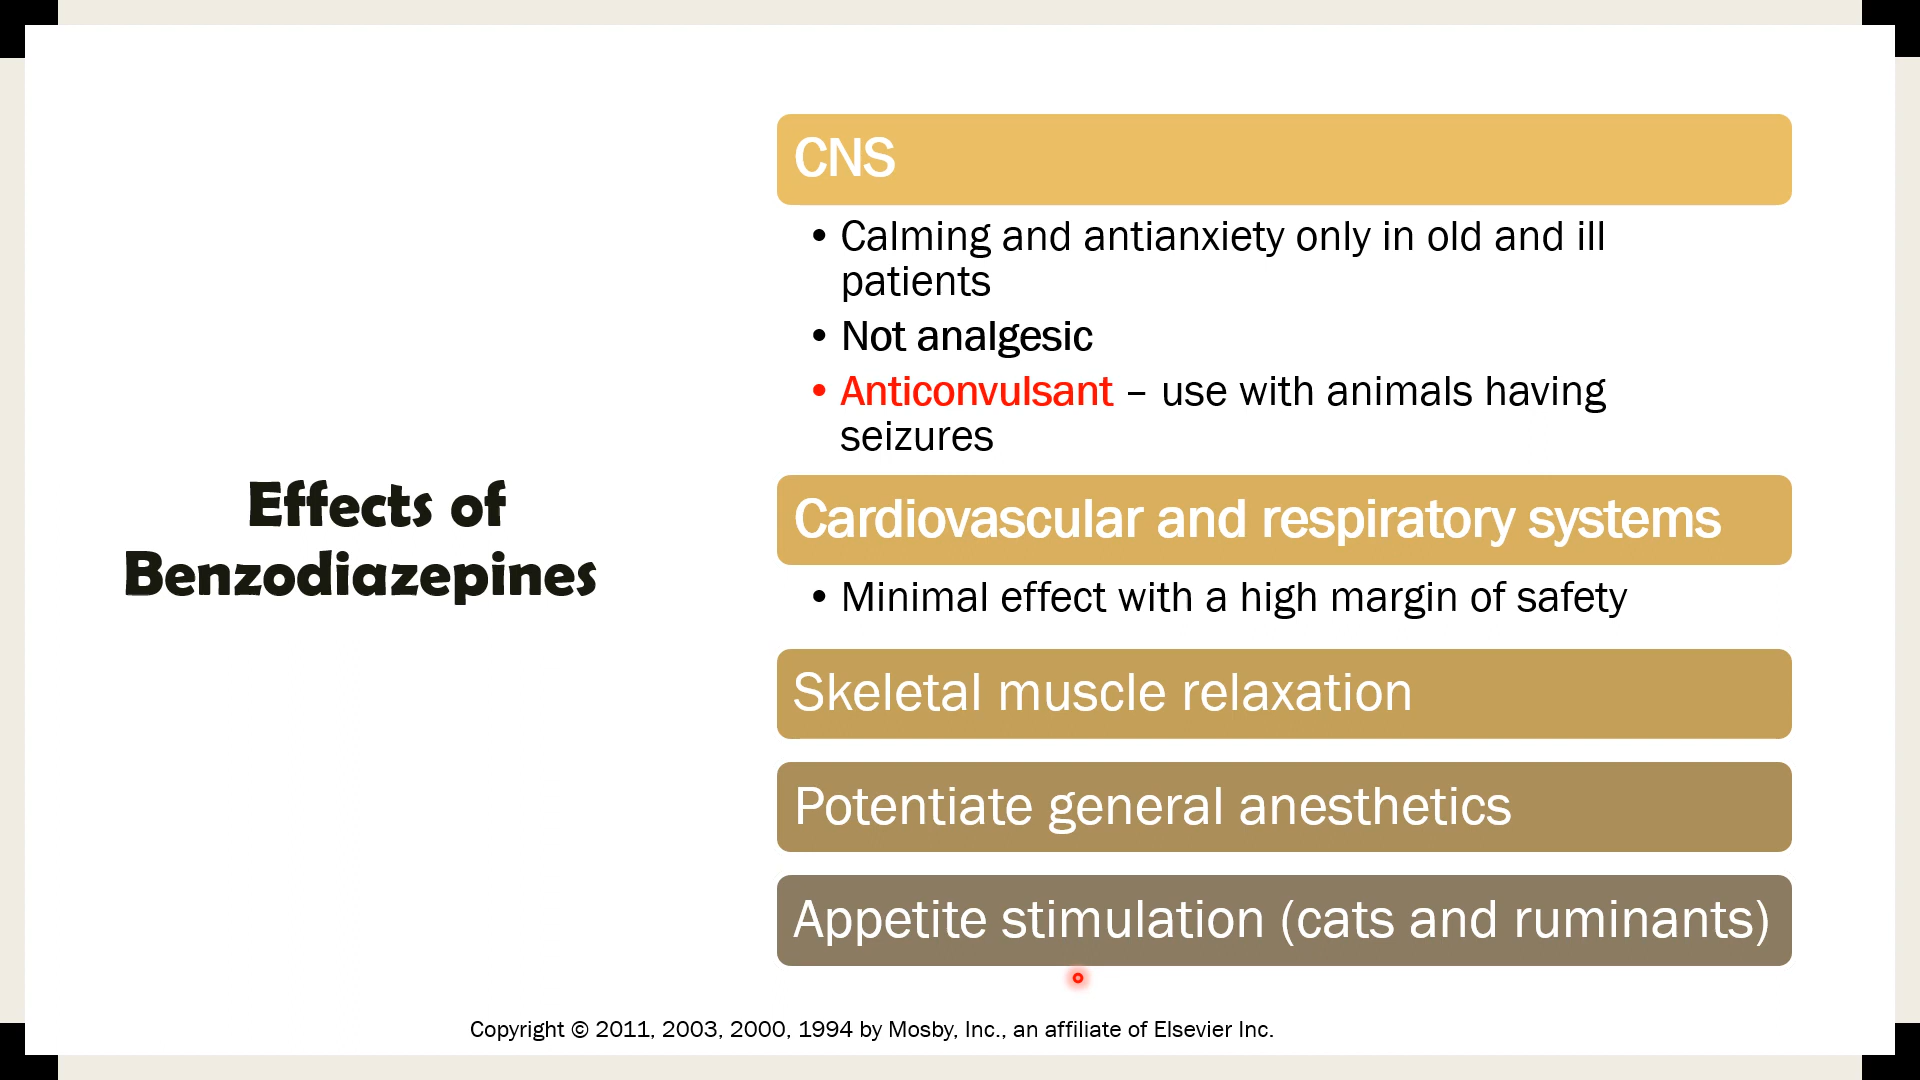 Effects of
Benzodiazepines
CNS
• Calming and antianxiety only in old and ill
patients
• Not analgesic
• Anticonvulsant – use with animals having
seizures
Cardiovascular and respiratory systems
• Minimal effect with a high margin of safety
Skeletal muscle relaxation
Potentiate general anesthetics
Appetite stimulation (cats and ruminants)
Copyright © 2011, 2003, 2000, 1994 by Mosby, Inc., an affiliate of Elsevier Inc.